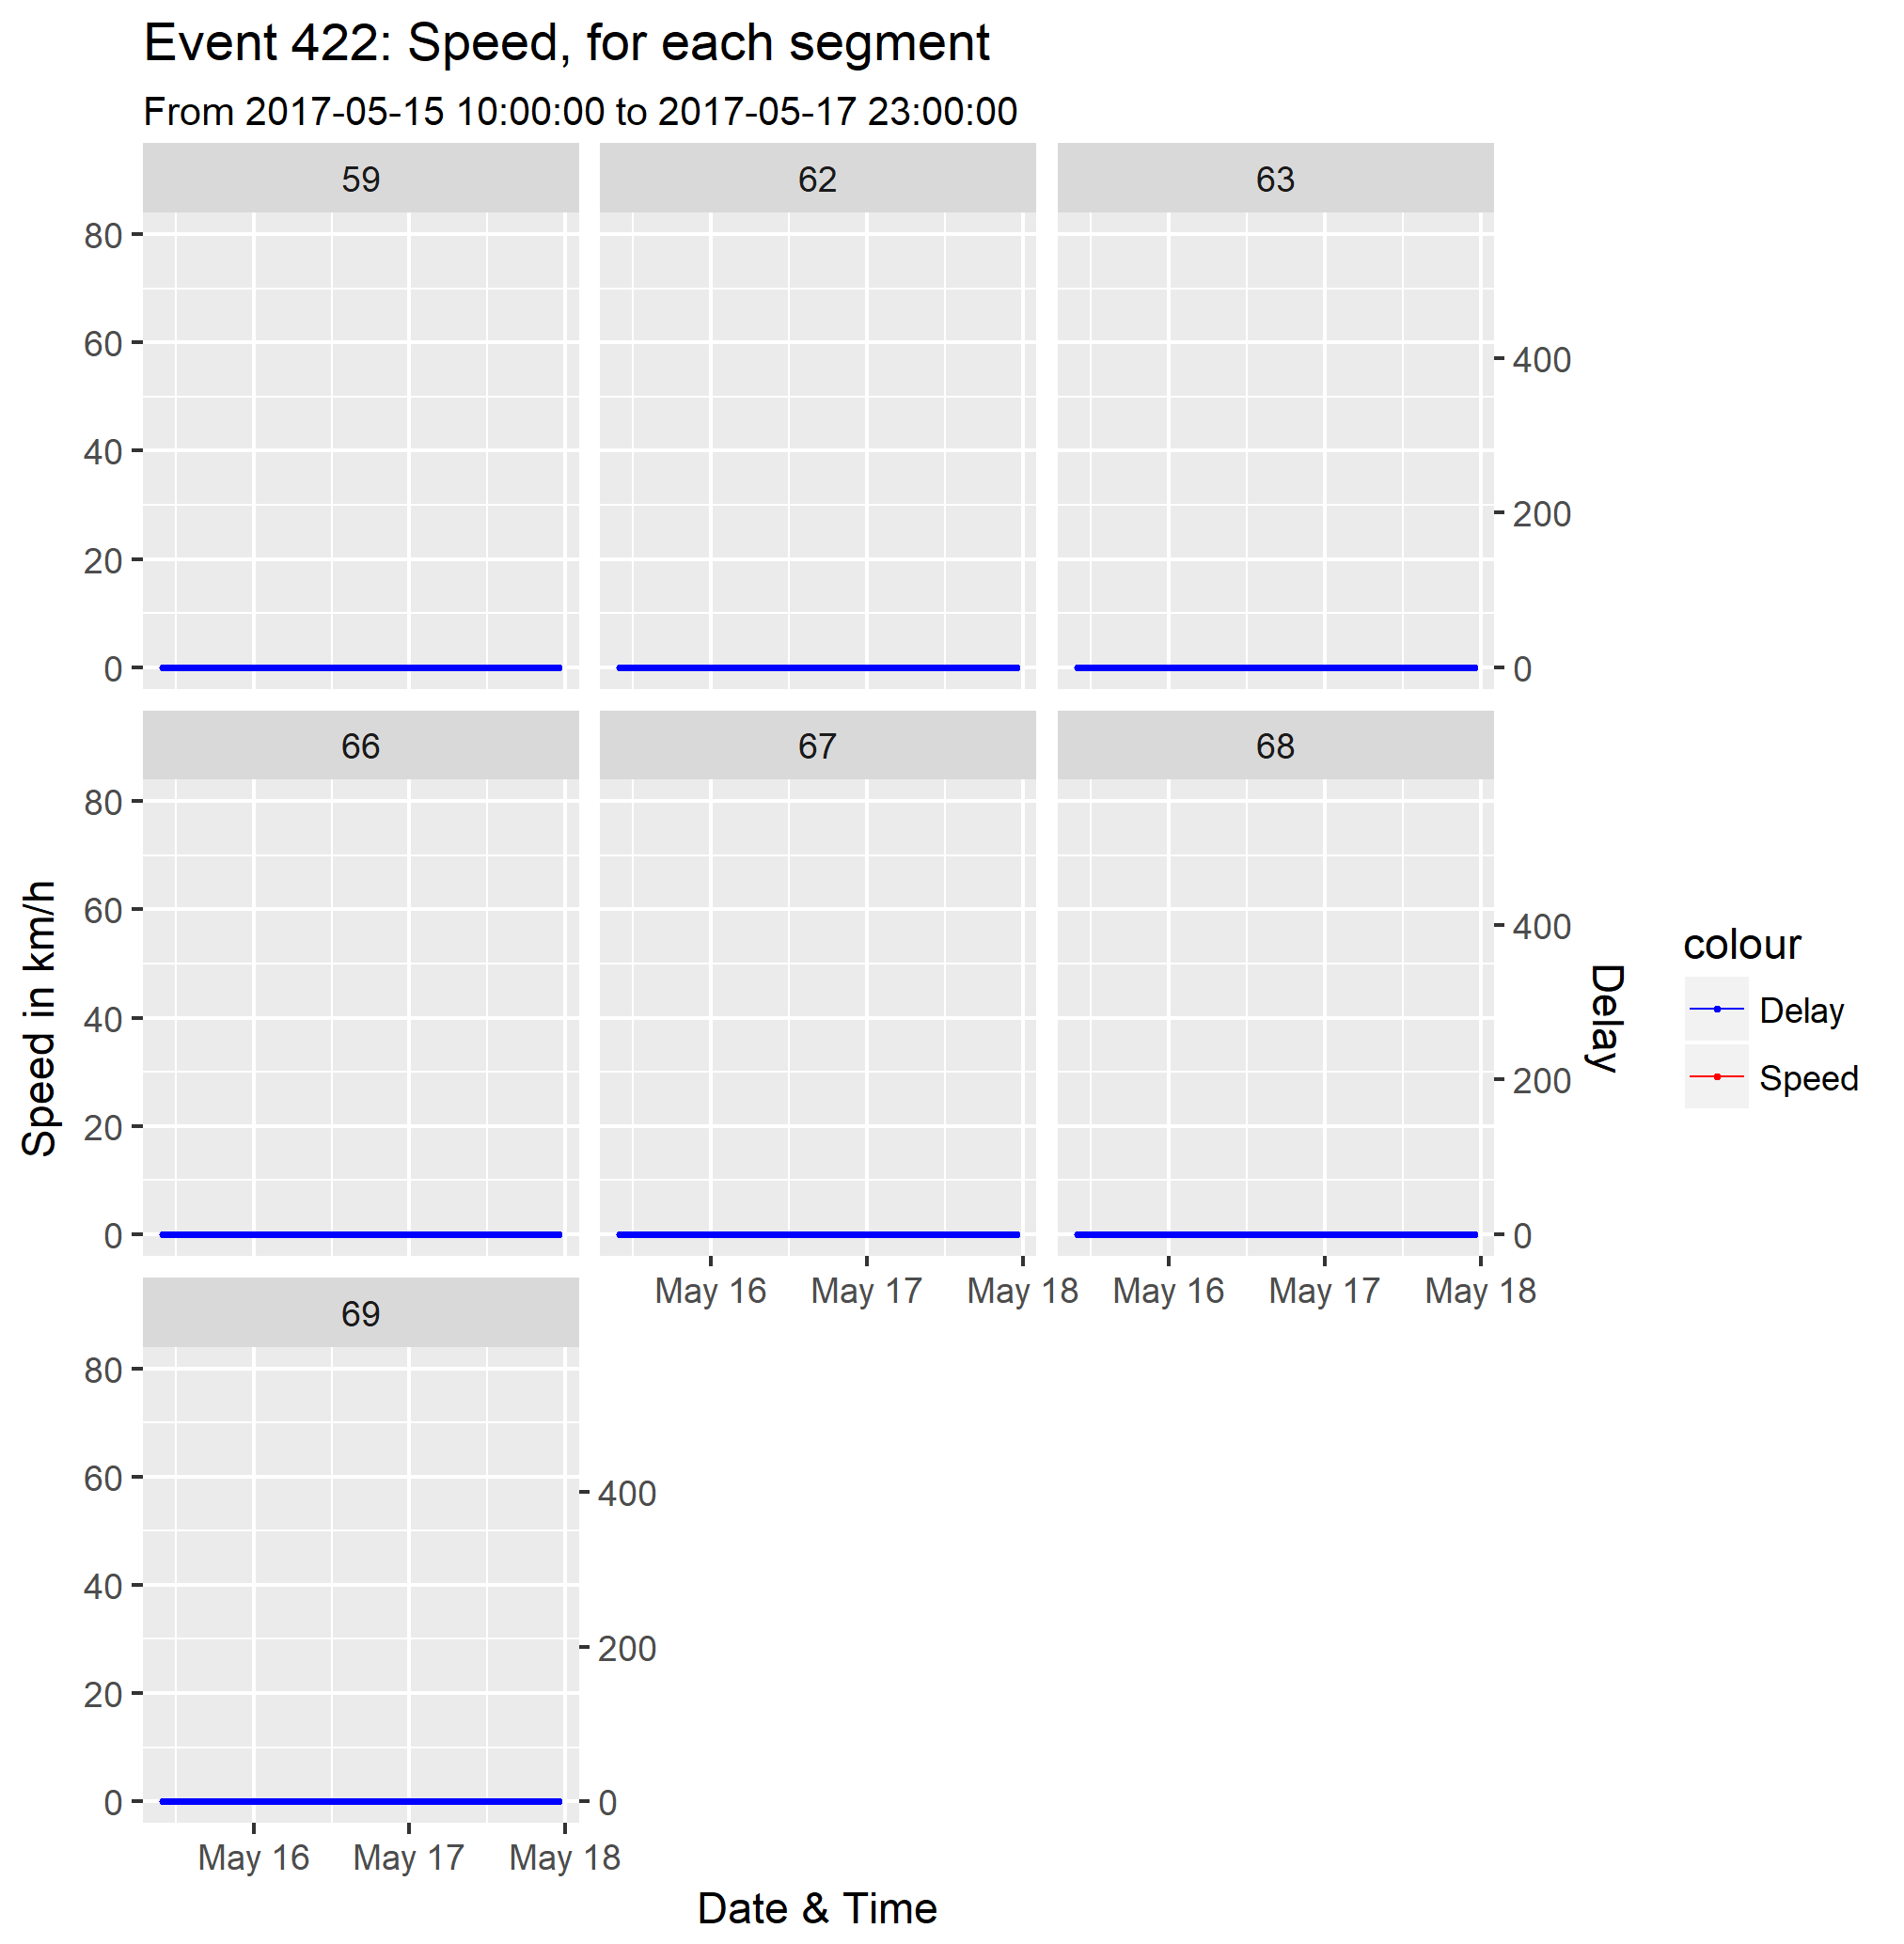 Event 422: Speed, for each segment
From 2017-05-15 10:00:00 to 2017-05-17 23:00:00
59 62 63
80
60
40
20
0
400
200
0
66 67 68
80
60
40
20
0
400
200
0
May 16 May 17 May 18 May 16 May 17 May 18
69
80
60
40
20
0
400
200
0
May 16 May 17 May 18
Date & Time
Speed in km/h
Delay
colour
Delay
Speed